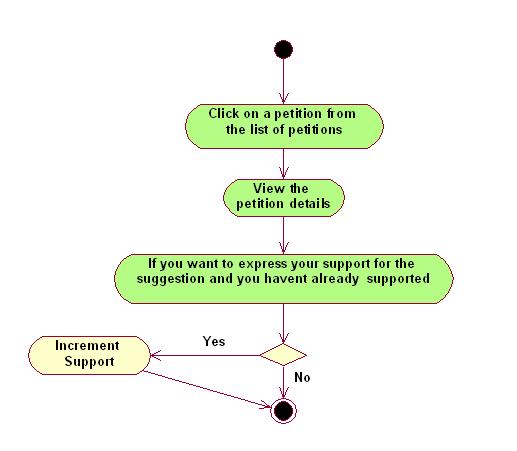 Click on a petition from
the list of petitions
View the
petition details
If you want to express your support for the
suggestion and you havent already supported
Yes
Increment
Support
No